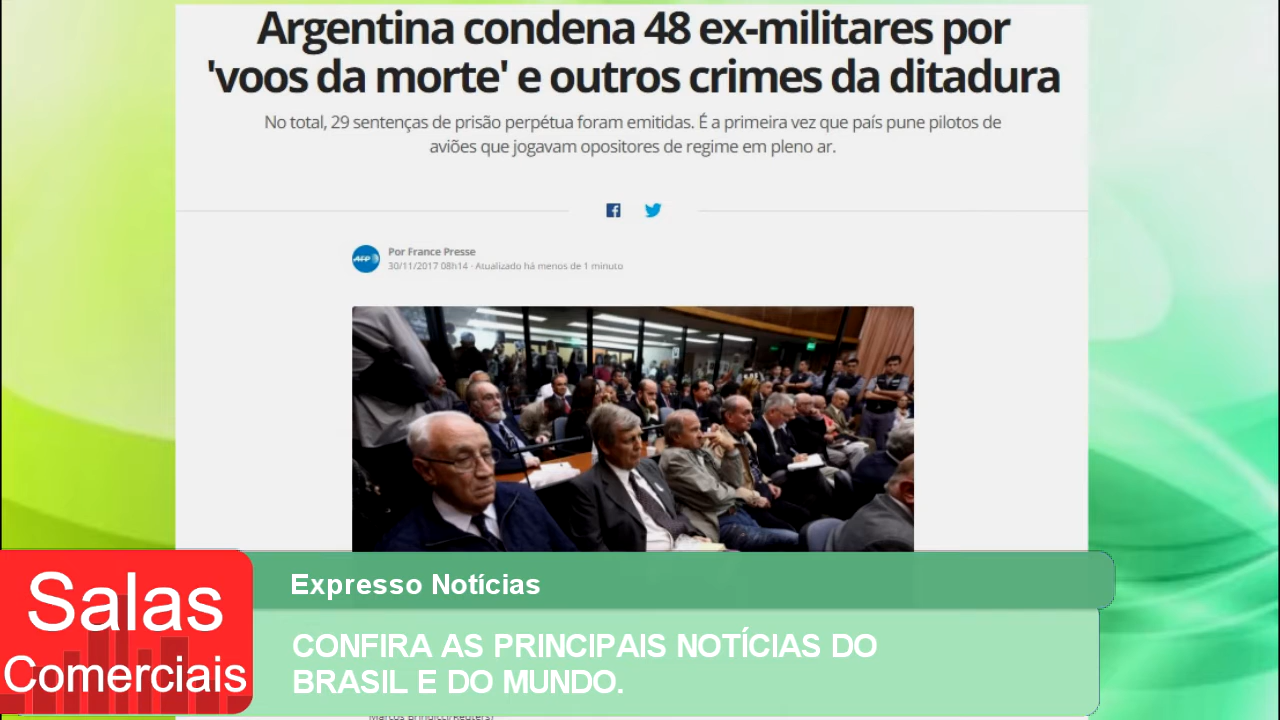 Argentina condena 48 ex-militares por
'voos da morte' e outros crimes da ditadura
No total, 29 sentenças de prisão perpétua foram emitidas. É a primeira vez que país pune pilotos de
aviões que jogavam opositores de regime em pleno ar.
AFP
Por France Presse
30/11/2017 08h14 · Atualizado há menos de 1 minuto
Salas
Comerciais
Expresso Notícias
CONFIRA AS PRINCIPAIS NOTÍCIAS DO
BRASIL E DO MUNDO.